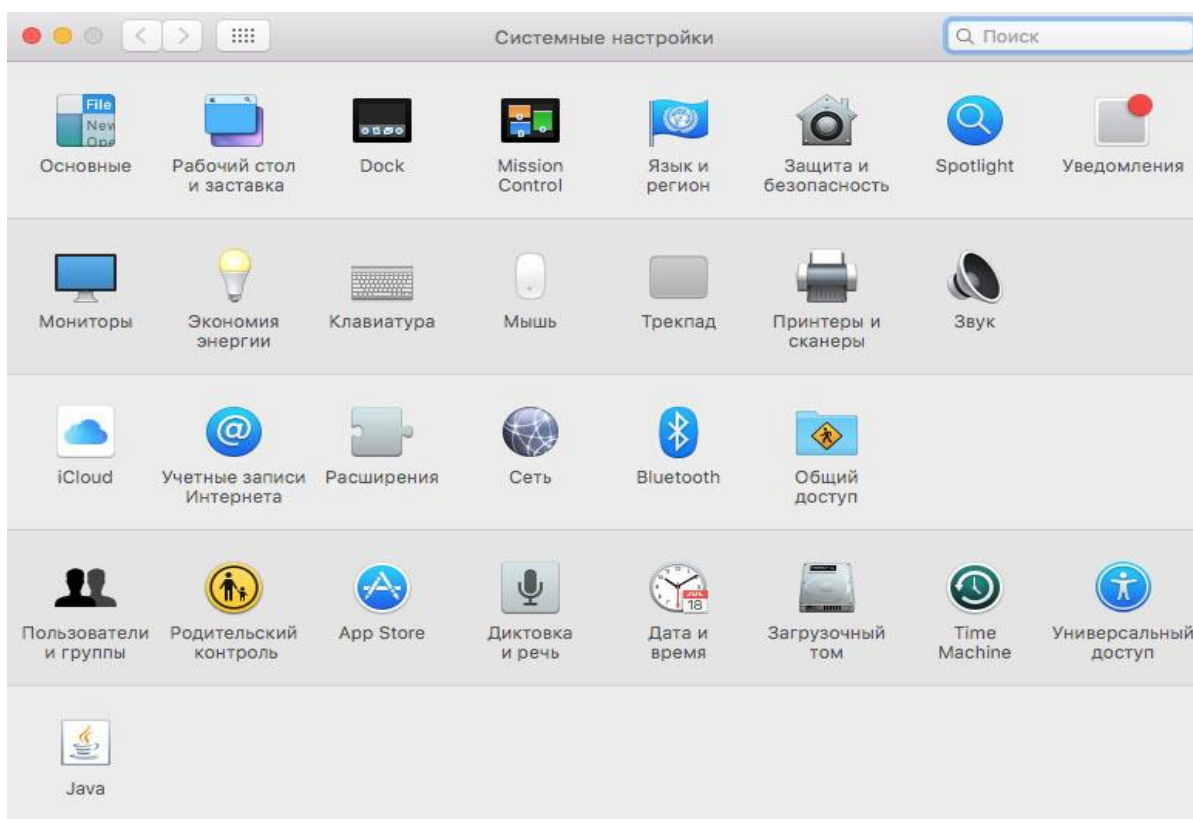 Системные настройки
Поиск
File
New
Ope
Основные
Рабочий стол
и заставка
Dock
Mission
Control
Язык и
регион
Защита и
безопасность
Spotlight
Уведомления
Мониторы
Экономия
энергии
Клавиатура
Мышь
Трекпад
Принтеры и
сканеры
Звук
iCloud
Учетные записи
Интернета
Расширения
Сеть
Bluetooth
Общий
доступ
Пользователи
и группы
Родительский
контроль
App Store
Диктовка
и речь
JUL
18
Дата и
время
Загрузочный
том
Time
Machine
Универсальный
доступ
Java